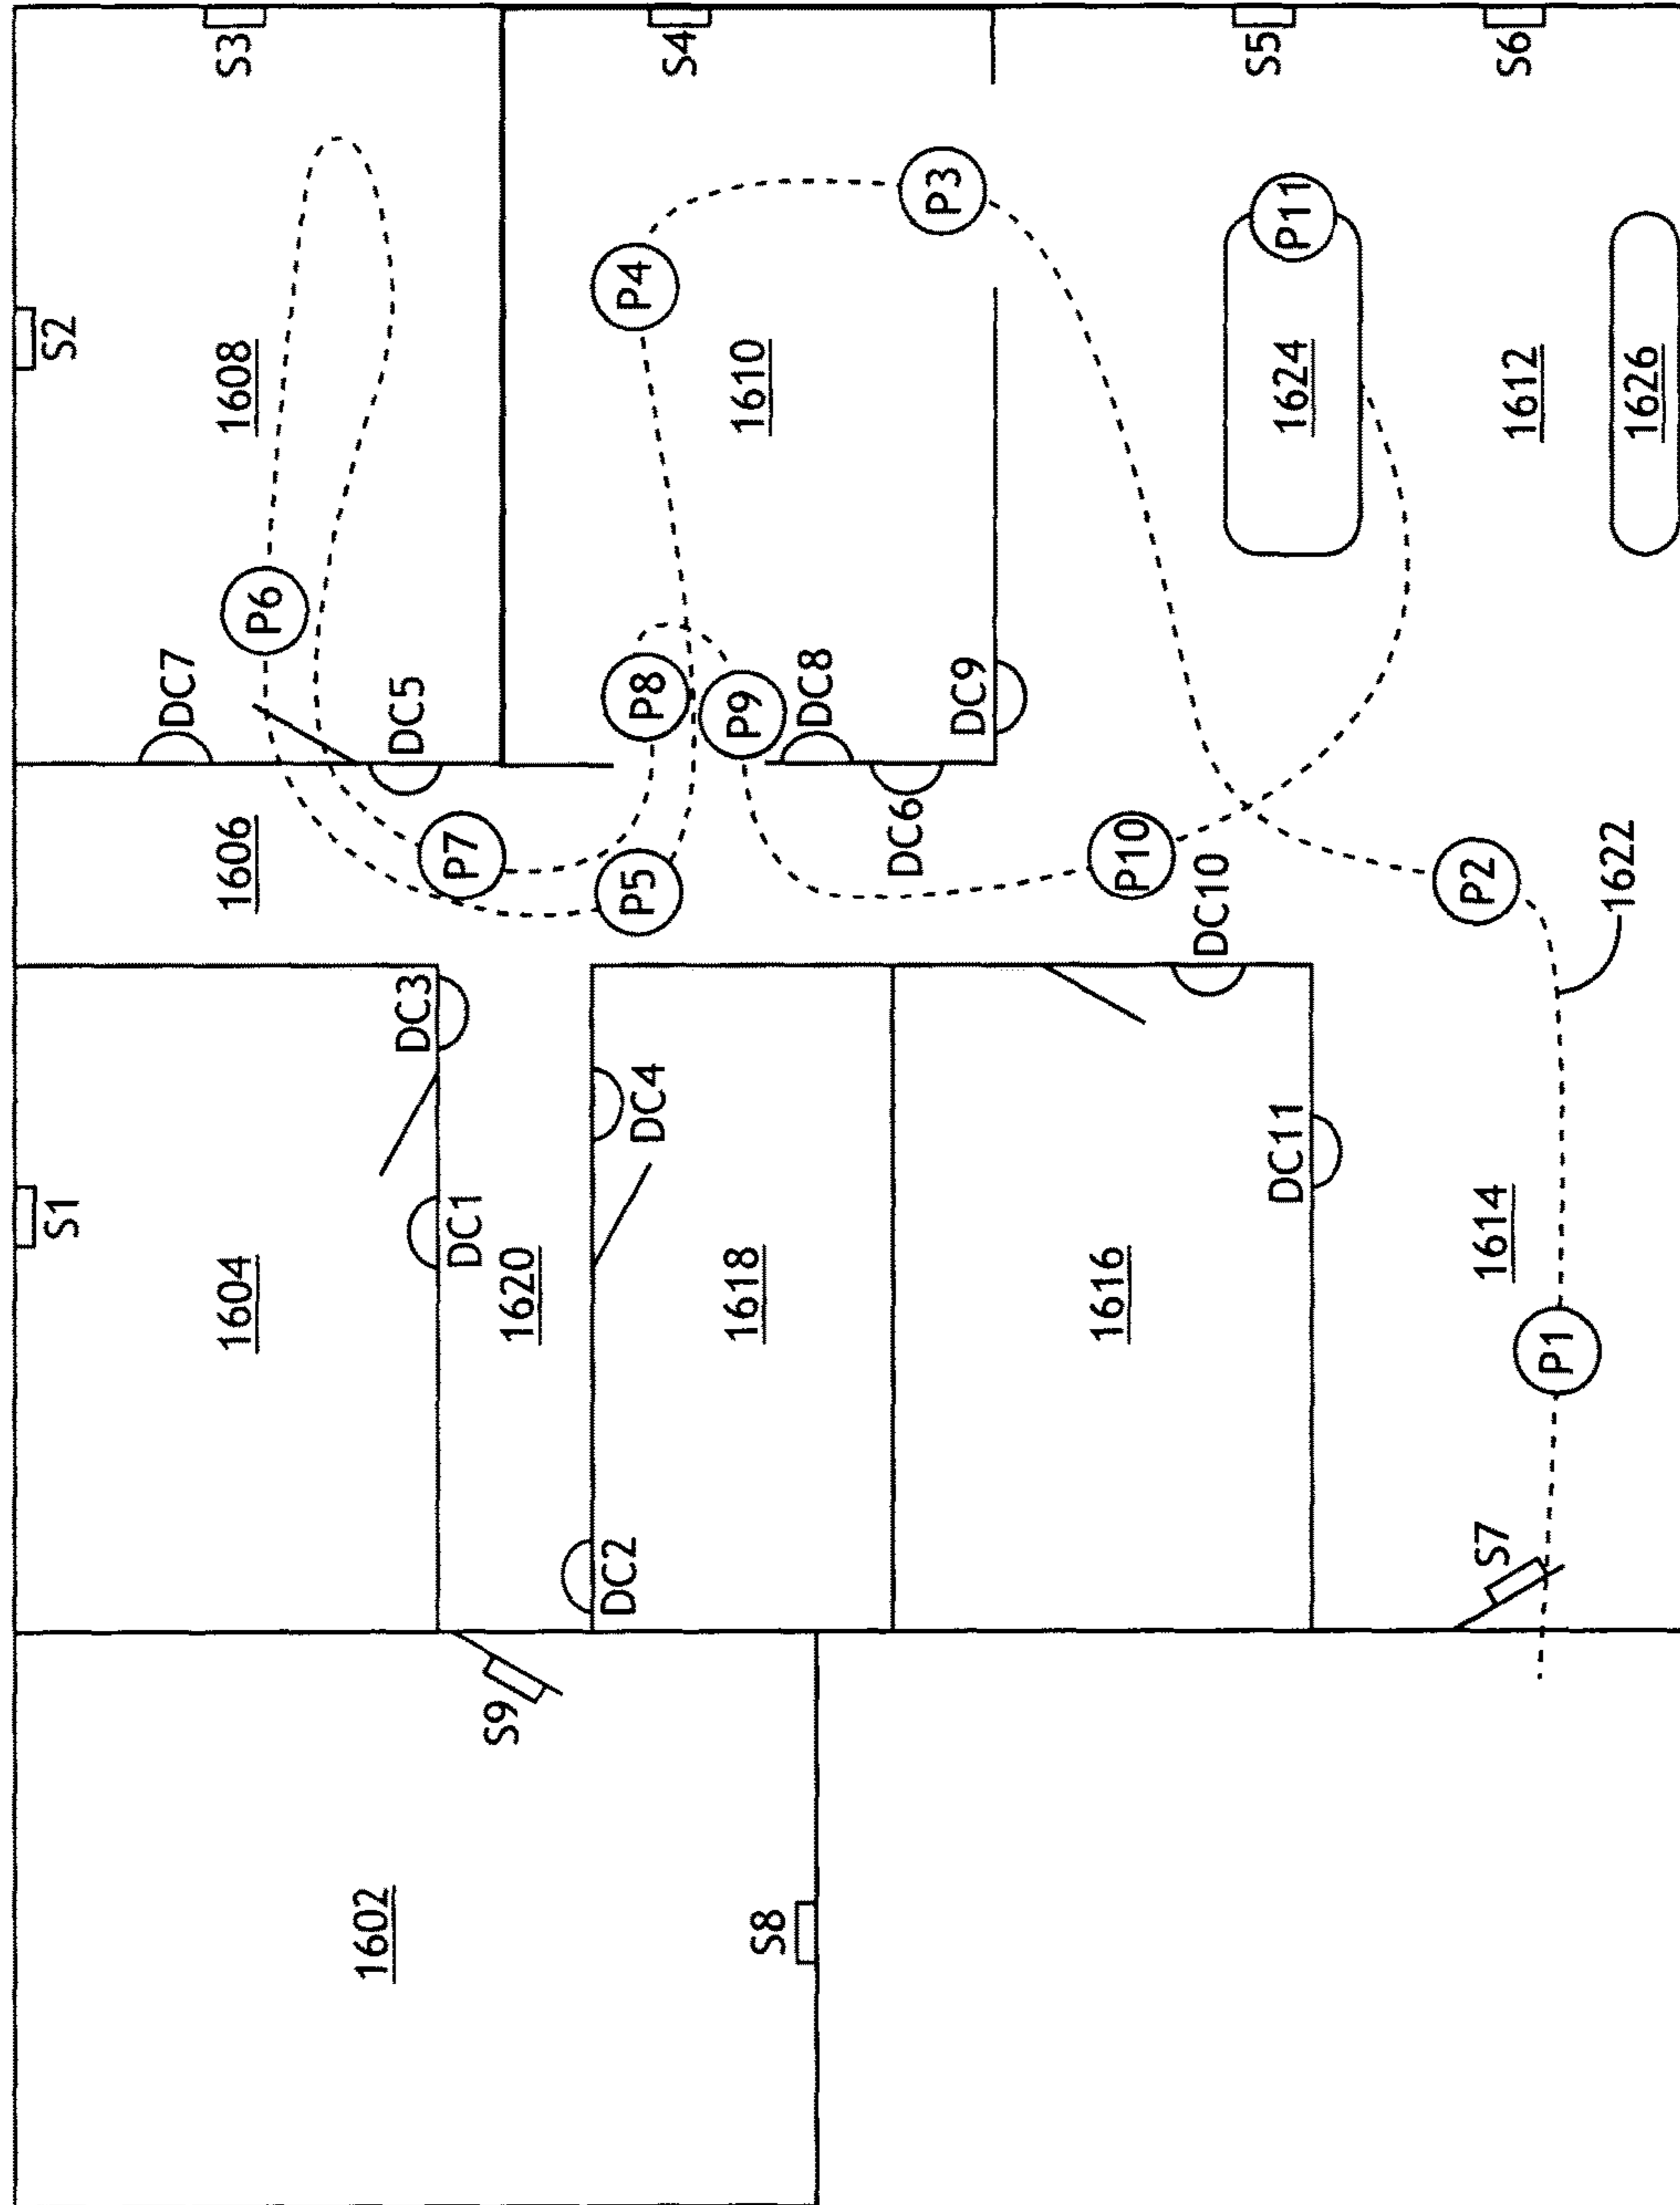 S1
S2
S3
S4
S5
S6
S7
S8
S9
1602
1604
1606
1608
1610
1612
1614
1616
1618
1620
1622
1624
1626
DC1
DC2
DC3
DC4
DC5
DC6
DC7
DC8
DC9
DC10
DC11
P1
P2
P3
P4
P5
P6
P7
P8
P9
P10
P11